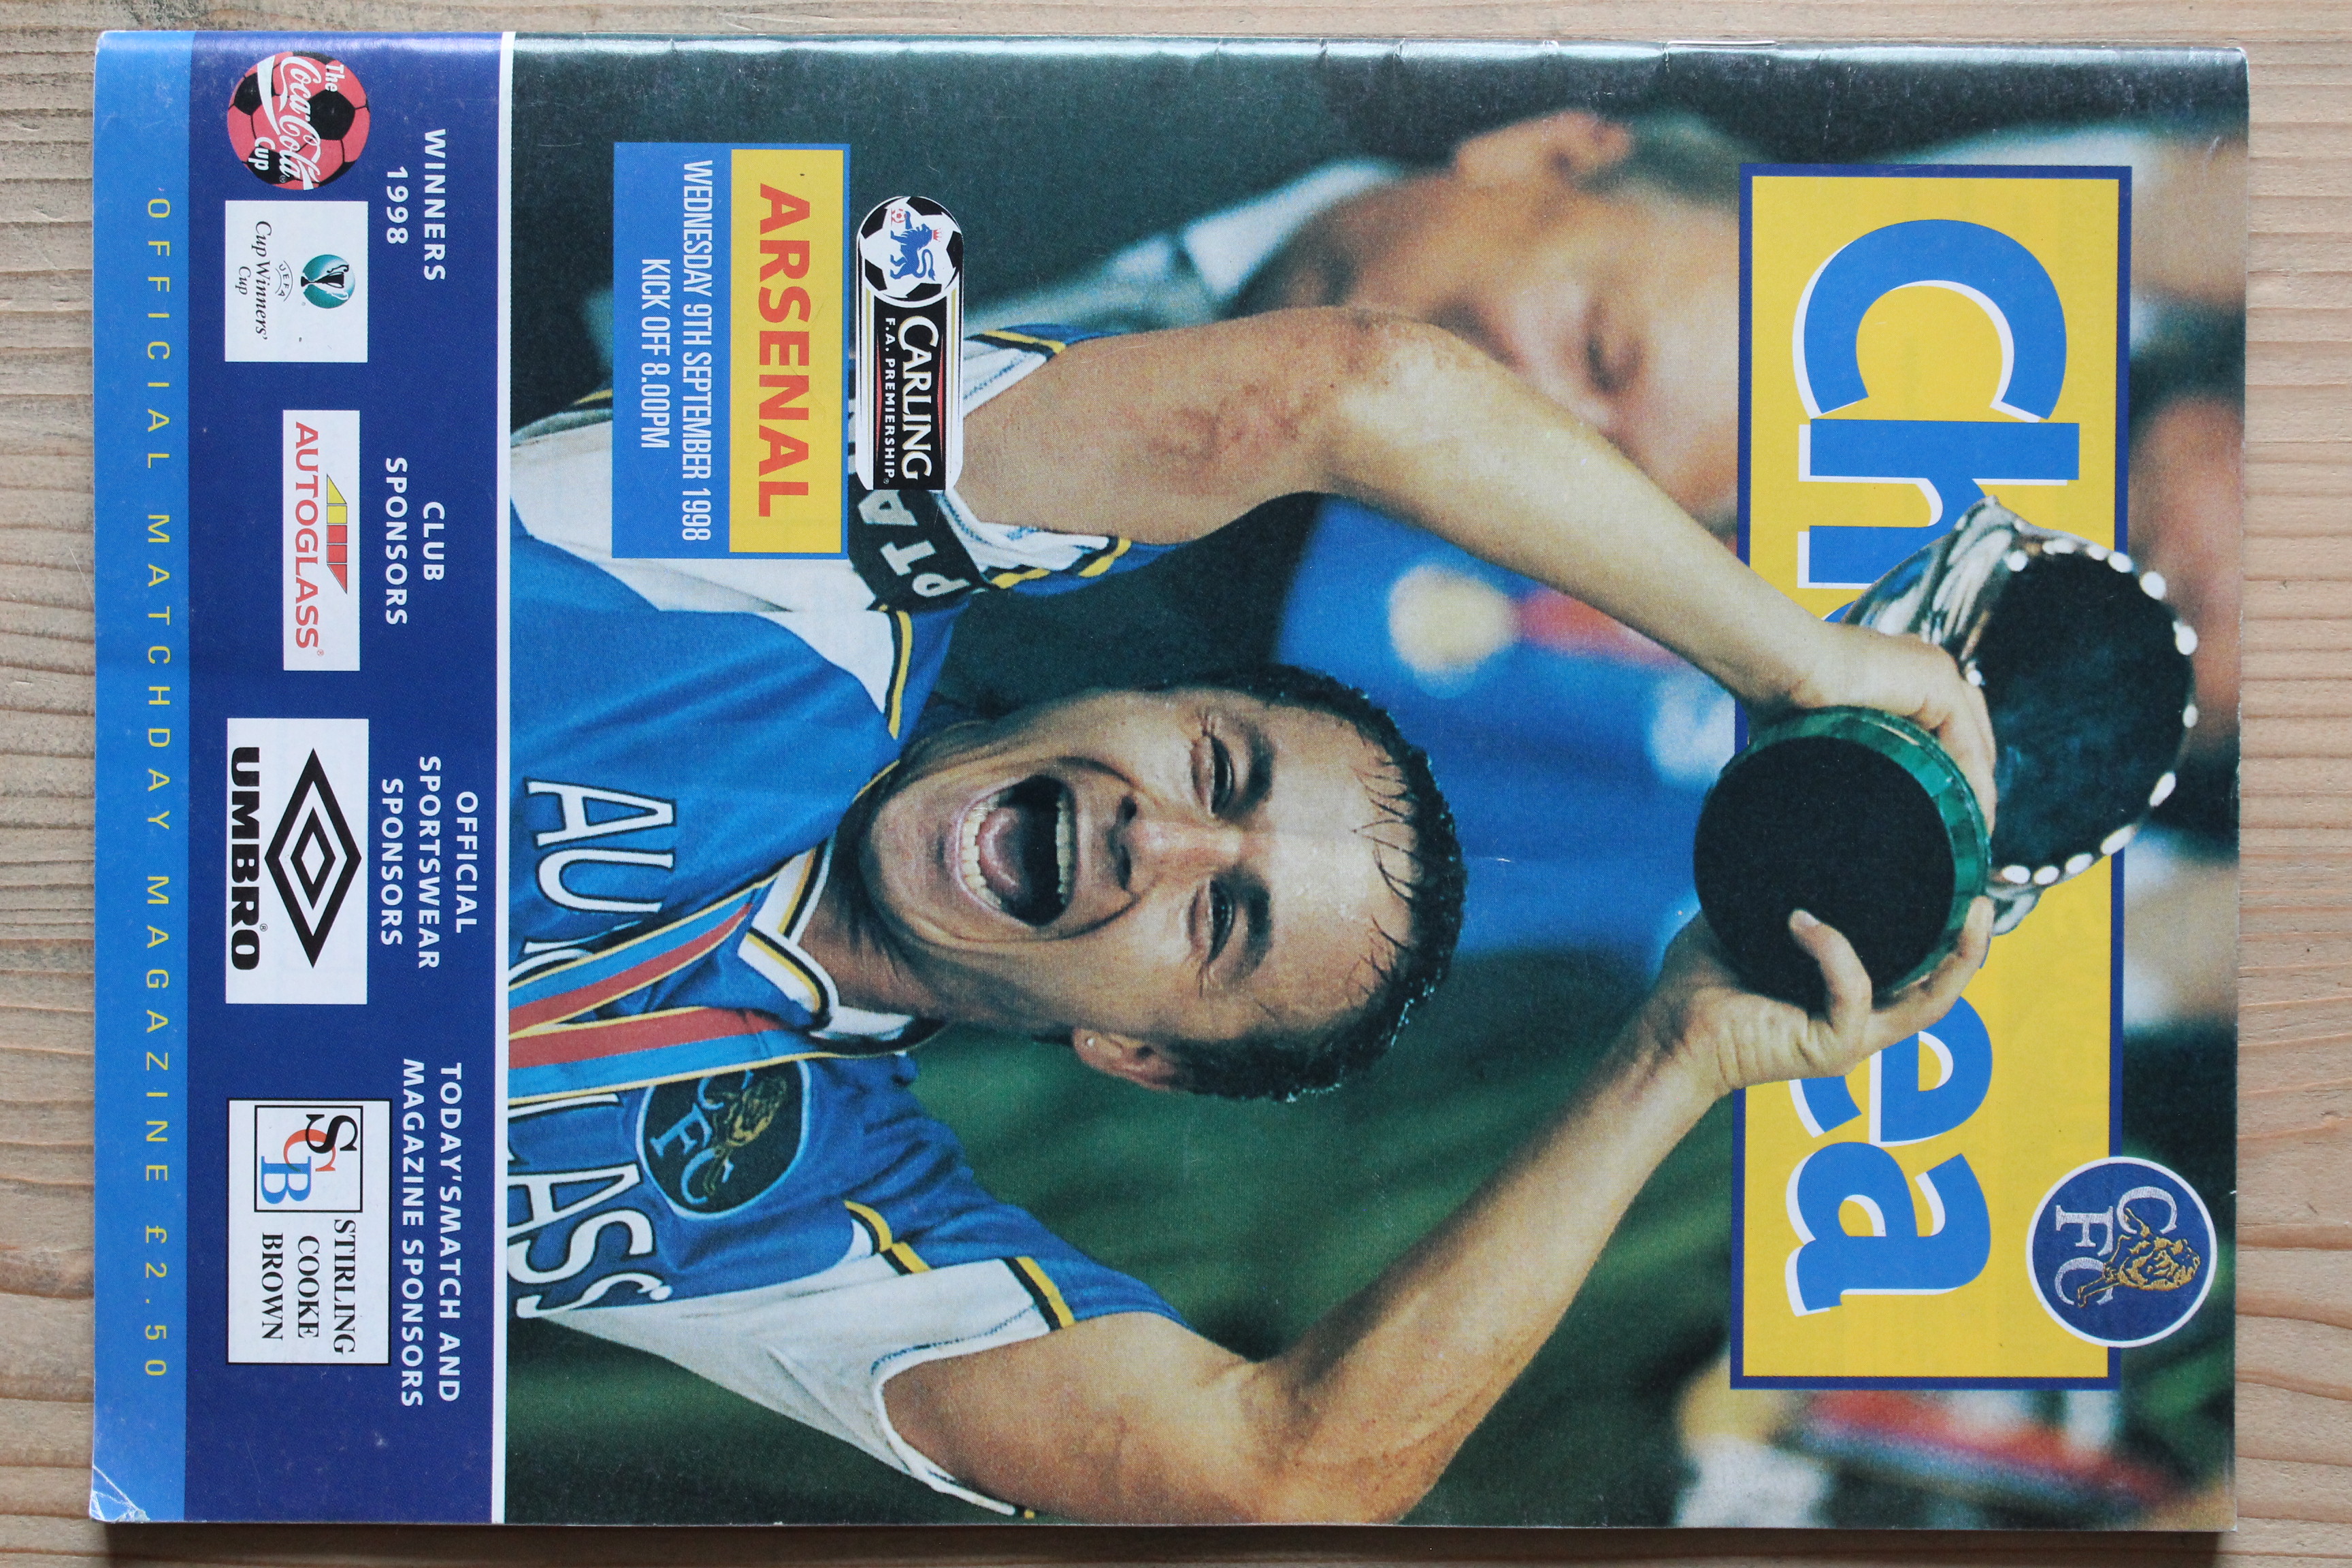 Chelsea
CFC
CARLING
F.A. PREMIERSHIP
ARSENAL
WEDNESDAY 9TH SEPTEMBER 1998
KICK OFF 8.00PM
CFC
WINNERS
1998
The
Coca-Cola
Cup
UEFA
Cup Winners'
Cup
CLUB
SPONSORS
AUTOGLASS
OFFICIAL
SPORTSWEAR
SPONSORS
UMBRO
TODAY'S MATCH AND
MAGAZINE SPONSORS
SCB
STIRLING
COOKE
BROWN
OFFICIAL MATCHDAY MAGAZINE £2.50